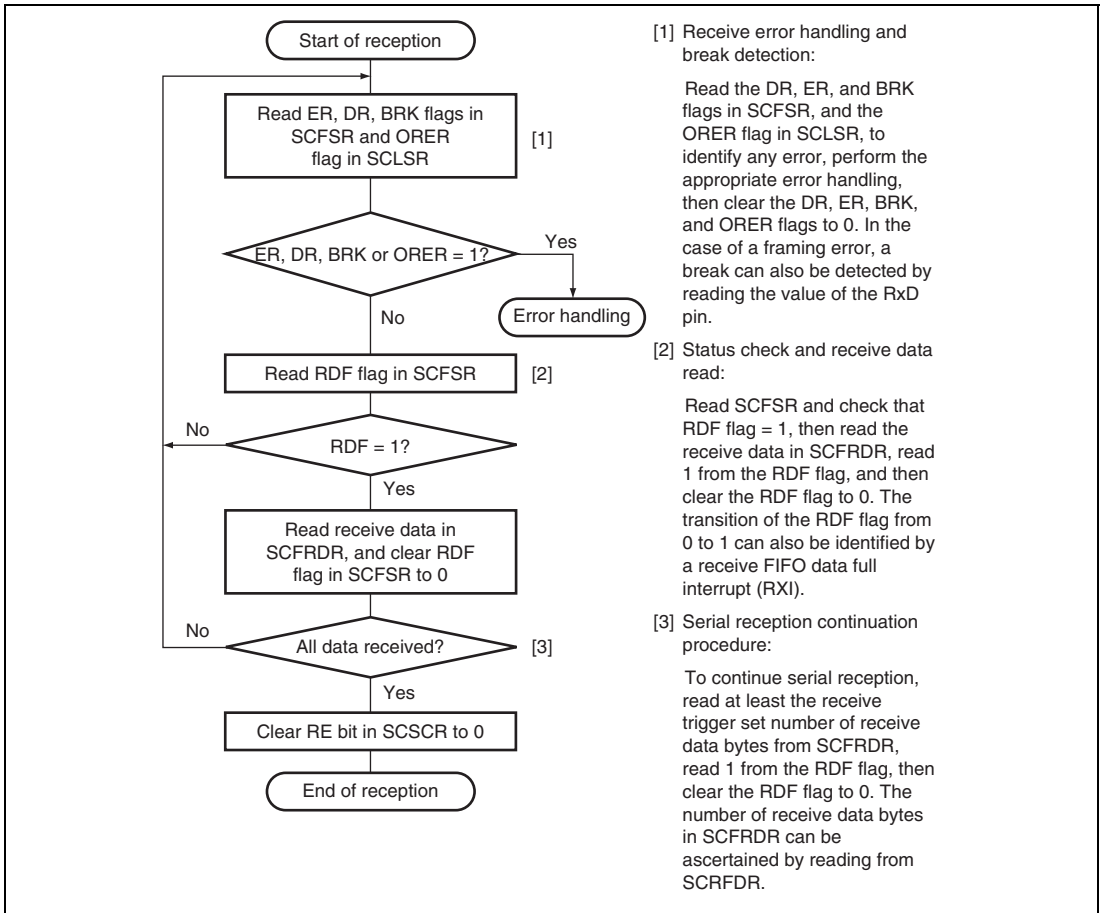 Start of reception
Read ER, DR, BRK flags in
SCFSR and ORER
flag in SCLSR
[1]
ER, DR, BRK or ORER = 1?
Yes
No
Error handling
Read RDF flag in SCFSR
[2]
No
RDF = 1?
Yes
Read receive data in
SCFRDR, and clear RDF
flag in SCFSR to 0
No
All data received?
[3]
Yes
Clear RE bit in SCSCR to 0
End of reception
[1] Receive error handling and
break detection:
Read the DR, ER, and BRK
flags in SCFSR, and the
ORER flag in SCLSR, to
identify any error, perform the
appropriate error handling,
then clear the DR, ER, BRK,
and ORER flags to 0. In the
case of a framing error, a
break can also be detected by
reading the value of the RxD
pin.
[2] Status check and receive data
read:
Read SCFSR and check that
RDF flag = 1, then read the
receive data in SCFRDR, read
1 from the RDF flag, and then
clear the RDF flag to 0. The
transition of the RDF flag from
0 to 1 can also be identified by
a receive FIFO data full
interrupt (RXI).
[3] Serial reception continuation
procedure:
To continue serial reception,
read at least the receive
trigger set number of receive
data bytes from SCFRDR,
read 1 from the RDF flag, then
clear the RDF flag to 0. The
number of receive data bytes
in SCFRDR can be
ascertained by reading from
SCRFDR.